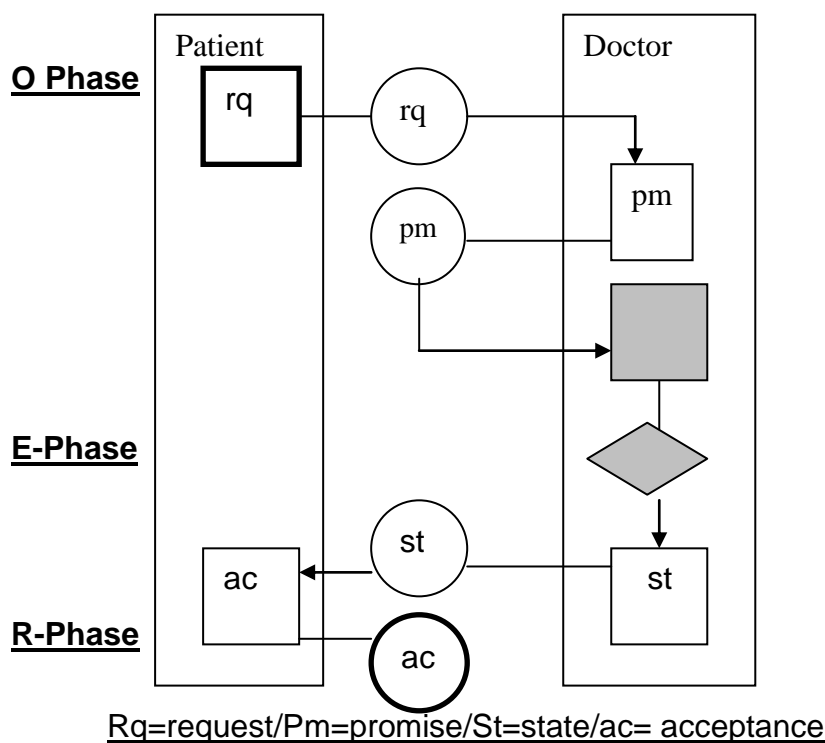 Patient
Doctor
O Phase
rq
rq
pm
pm
E-Phase
st
st
ac
R-Phase
ac
Rq=request/Pm=promise/St=state/ac= acceptance